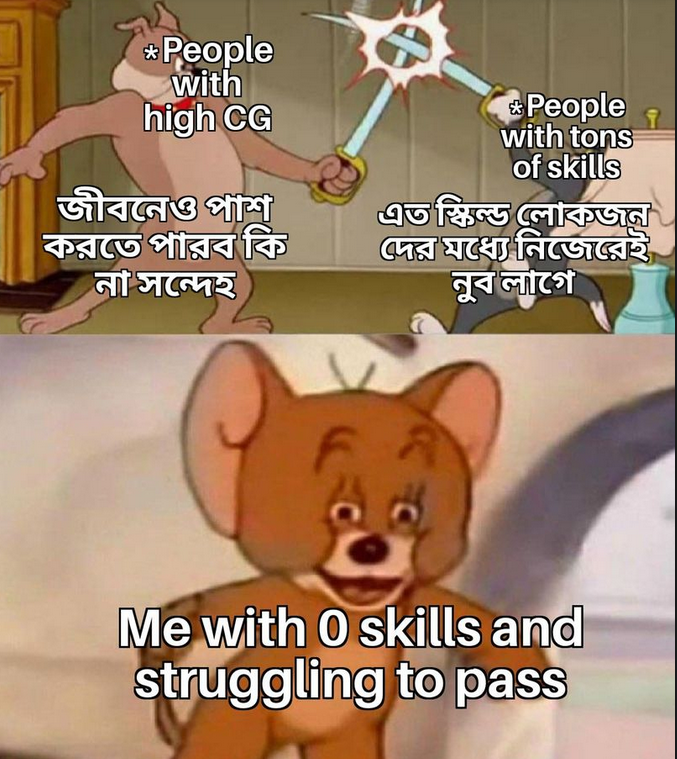 *People
with
high CG
জীবনেও পাশ
করতে পারব কি
না সন্দেহ
*People
with tons
of skills
এত স্কিল্ড লোকজন
দের মধ্যে নিজেরেই
নুব লাগে
Me with 0 skills and
struggling to pass